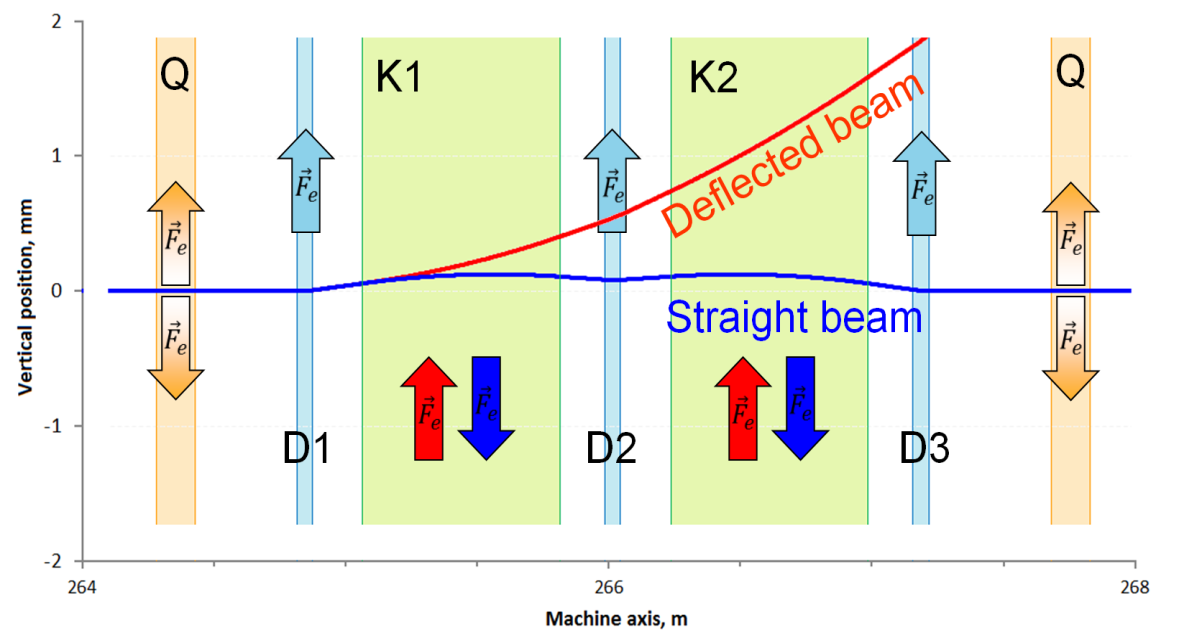 2
1
0
-1
-2
Vertical position, mm
264
266
268
Machine axis, m
Q
K1
K2
Q
D1
D2
D3
Deflected beam
Straight beam
F⃗e
F⃗e
F⃗e
F⃗e
F⃗e
F⃗e
F⃗e
F⃗e
F⃗e
F⃗e
F⃗e